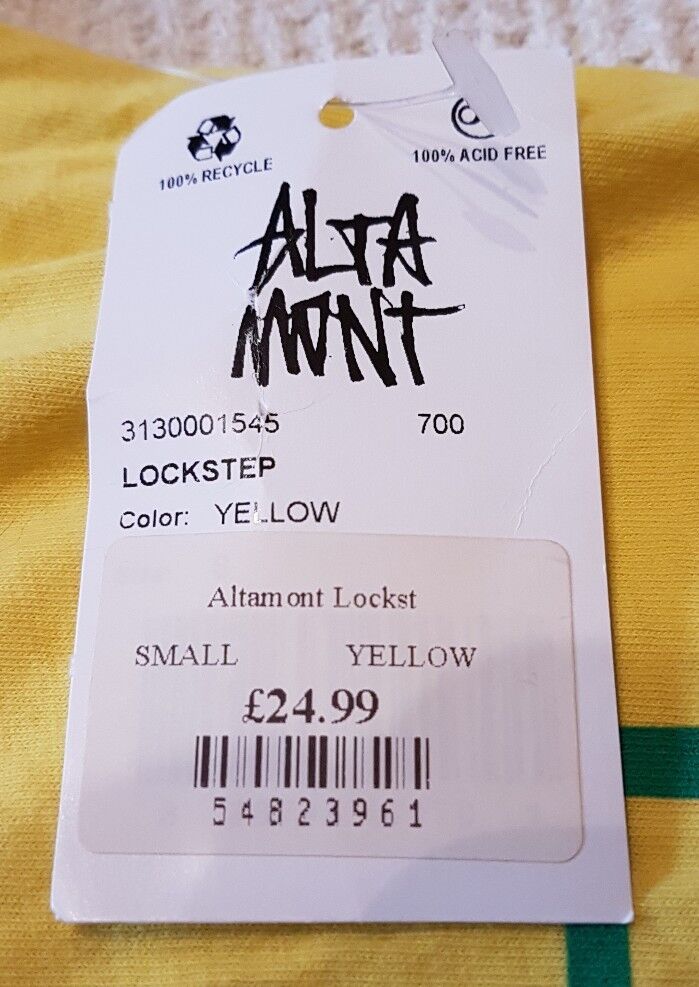 100% RECYCLE
100% ACID FREE
ALTA
MONT
3130001545 700
LOCKSTEP
Color: YELLOW
Altamont Lockst
SMALL YELLOW
£24.99
54823961